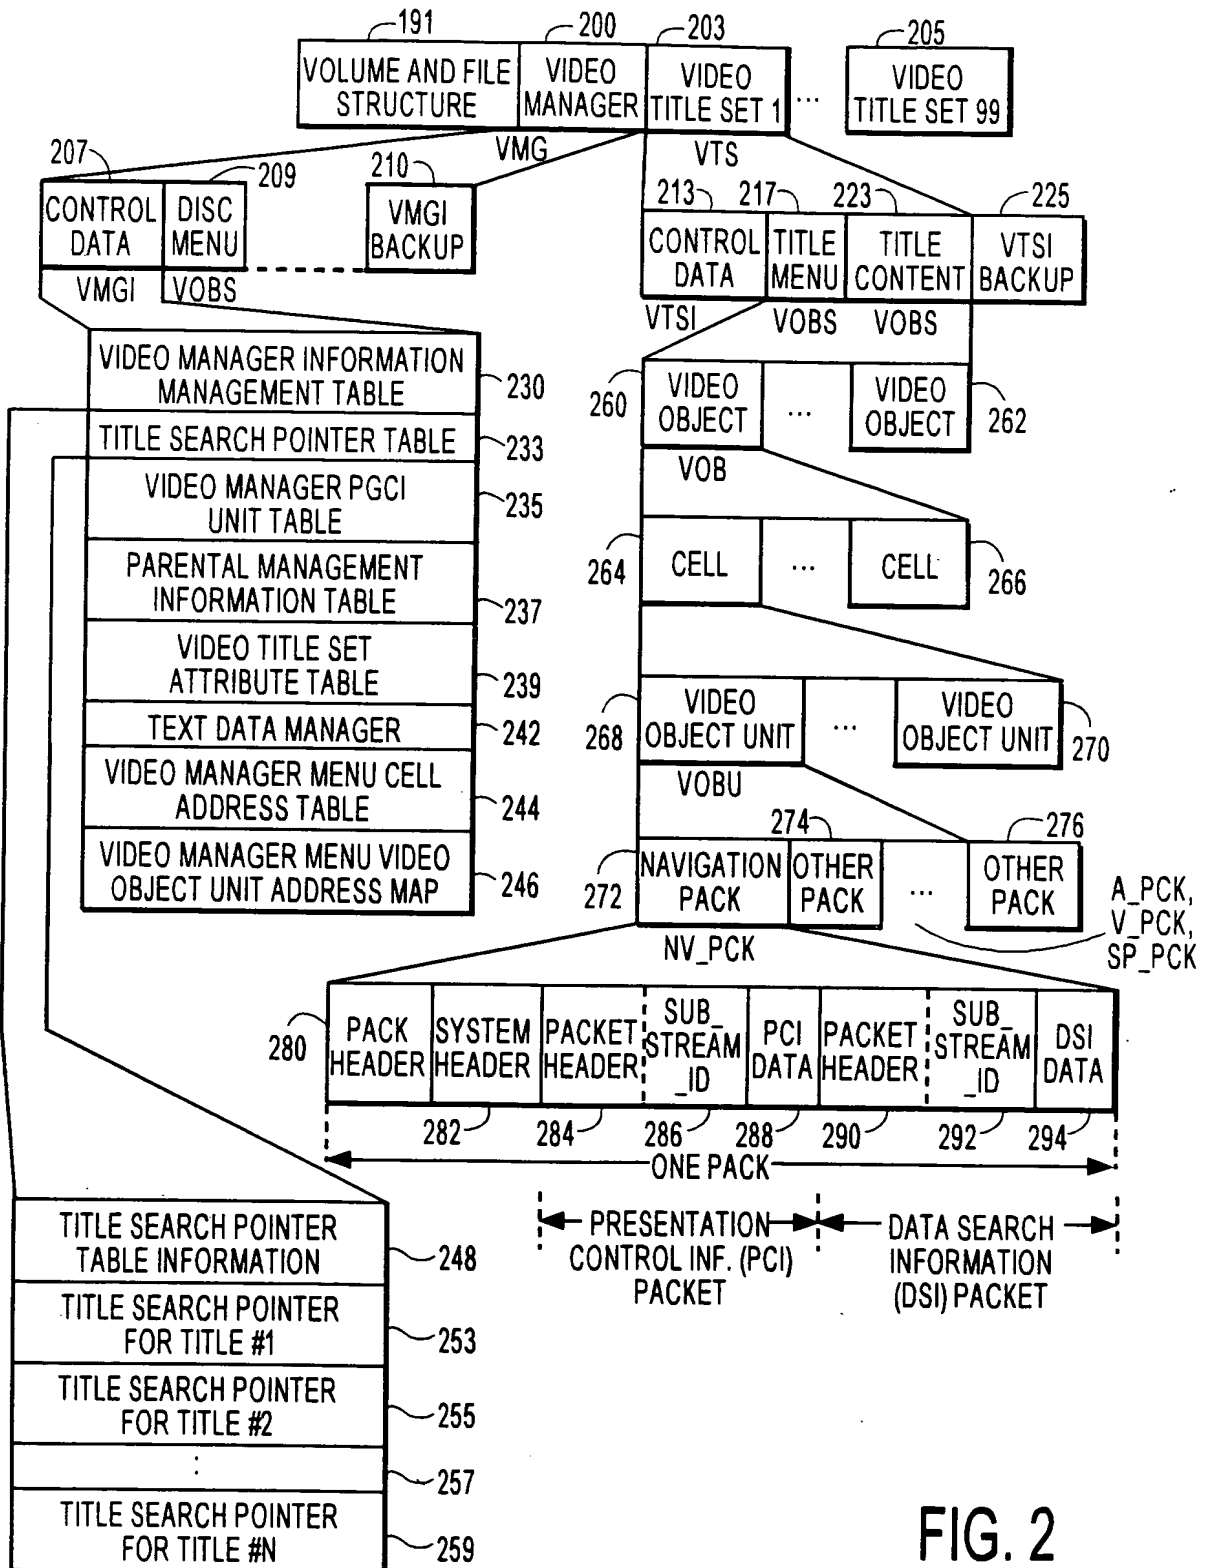 191
200
203
205
VOLUME AND FILE
STRUCTURE
VIDEO
MANAGER
VIDEO
TITLE SET 1
...
VIDEO
TITLE SET 99
VMG
VTS
207
209
210
CONTROL
DATA
DISC
MENU
VMGI
BACKUP
VMGI
VOBS
213
217
223
225
CONTROL
DATA
TITLE
MENU
TITLE
CONTENT
VTSI
BACKUP
VTSI
VOBS
VOBS
VIDEO MANAGER INFORMATION
MANAGEMENT TABLE
230
TITLE SEARCH POINTER TABLE
233
VIDEO MANAGER PGCI
UNIT TABLE
235
PARENTAL MANAGEMENT
INFORMATION TABLE
237
VIDEO TITLE SET
ATTRIBUTE TABLE
239
TEXT DATA MANAGER
242
VIDEO MANAGER MENU CELL
ADDRESS TABLE
244
VIDEO MANAGER MENU VIDEO
OBJECT UNIT ADDRESS MAP
246
260
VIDEO
OBJECT
...
VIDEO
OBJECT
262
VOB
264
CELL
...
CELL
266
268
VIDEO
OBJECT UNIT
...
VIDEO
OBJECT UNIT
270
VOBU
274
276
272
NAVIGATION
PACK
OTHER
PACK
...
OTHER
PACK
A_PCK,
V_PCK,
SP_PCK
NV_PCK
280
PACK
HEADER
SYSTEM
HEADER
PACKET
HEADER
SUB_
STREAM
_ID
PCI
DATA
PACKET
HEADER
SUB_
STREAM
_ID
DSI
DATA
282
284
286
288
290
292
294
ONE PACK
PRESENTATION
CONTROL INF. (PCI)
PACKET
DATA SEARCH
INFORMATION
(DSI) PACKET
TITLE SEARCH POINTER
TABLE INFORMATION
248
TITLE SEARCH POINTER
FOR TITLE #1
253
TITLE SEARCH POINTER
FOR TITLE #2
255
:
257
TITLE SEARCH POINTER
FOR TITLE #N
259
FIG. 2